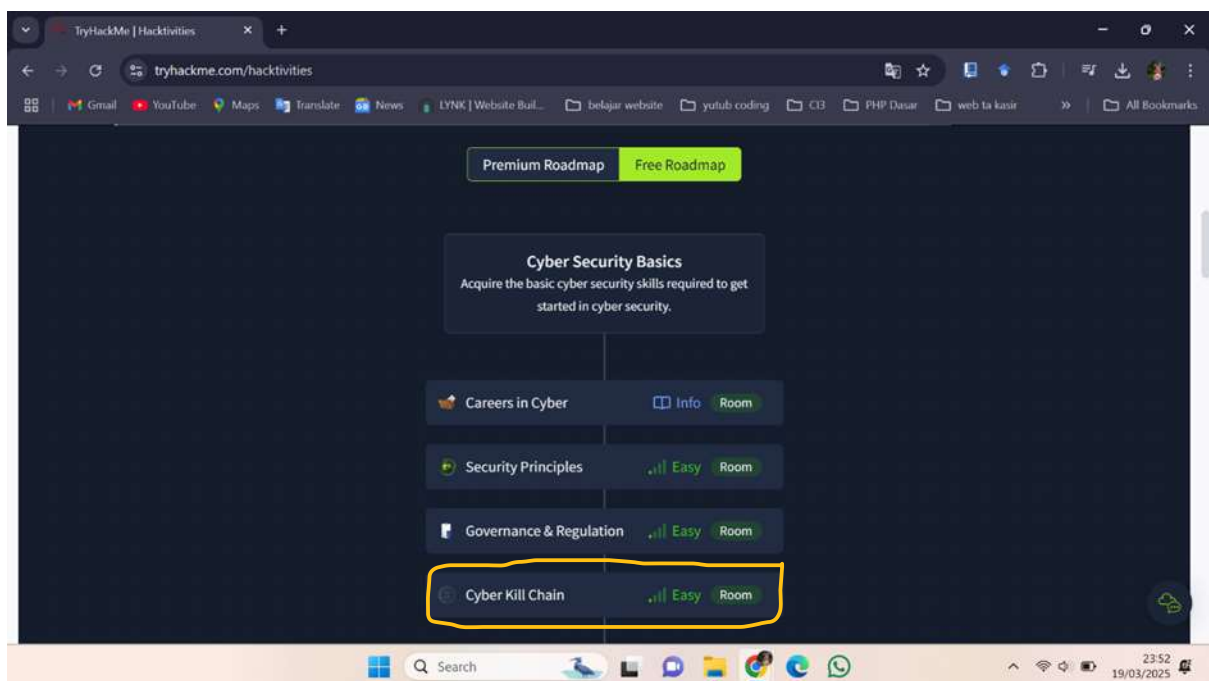 TryHackMe | Hacktivities
tryhackme.com/hacktivities
Gmail YouTube Maps Translate News LYNK | Website Buil... belajar website yutub coding CI3 PHP Dasar web ta kasir » All Bookmarks
Premium Roadmap Free Roadmap
Cyber Security Basics
Acquire the basic cyber security skills required to get
started in cyber security.
Careers in Cyber Info Room
Security Principles Easy Room
Governance & Regulation Easy Room
Cyber Kill Chain Easy Room
Search
23:52
19/03/2025